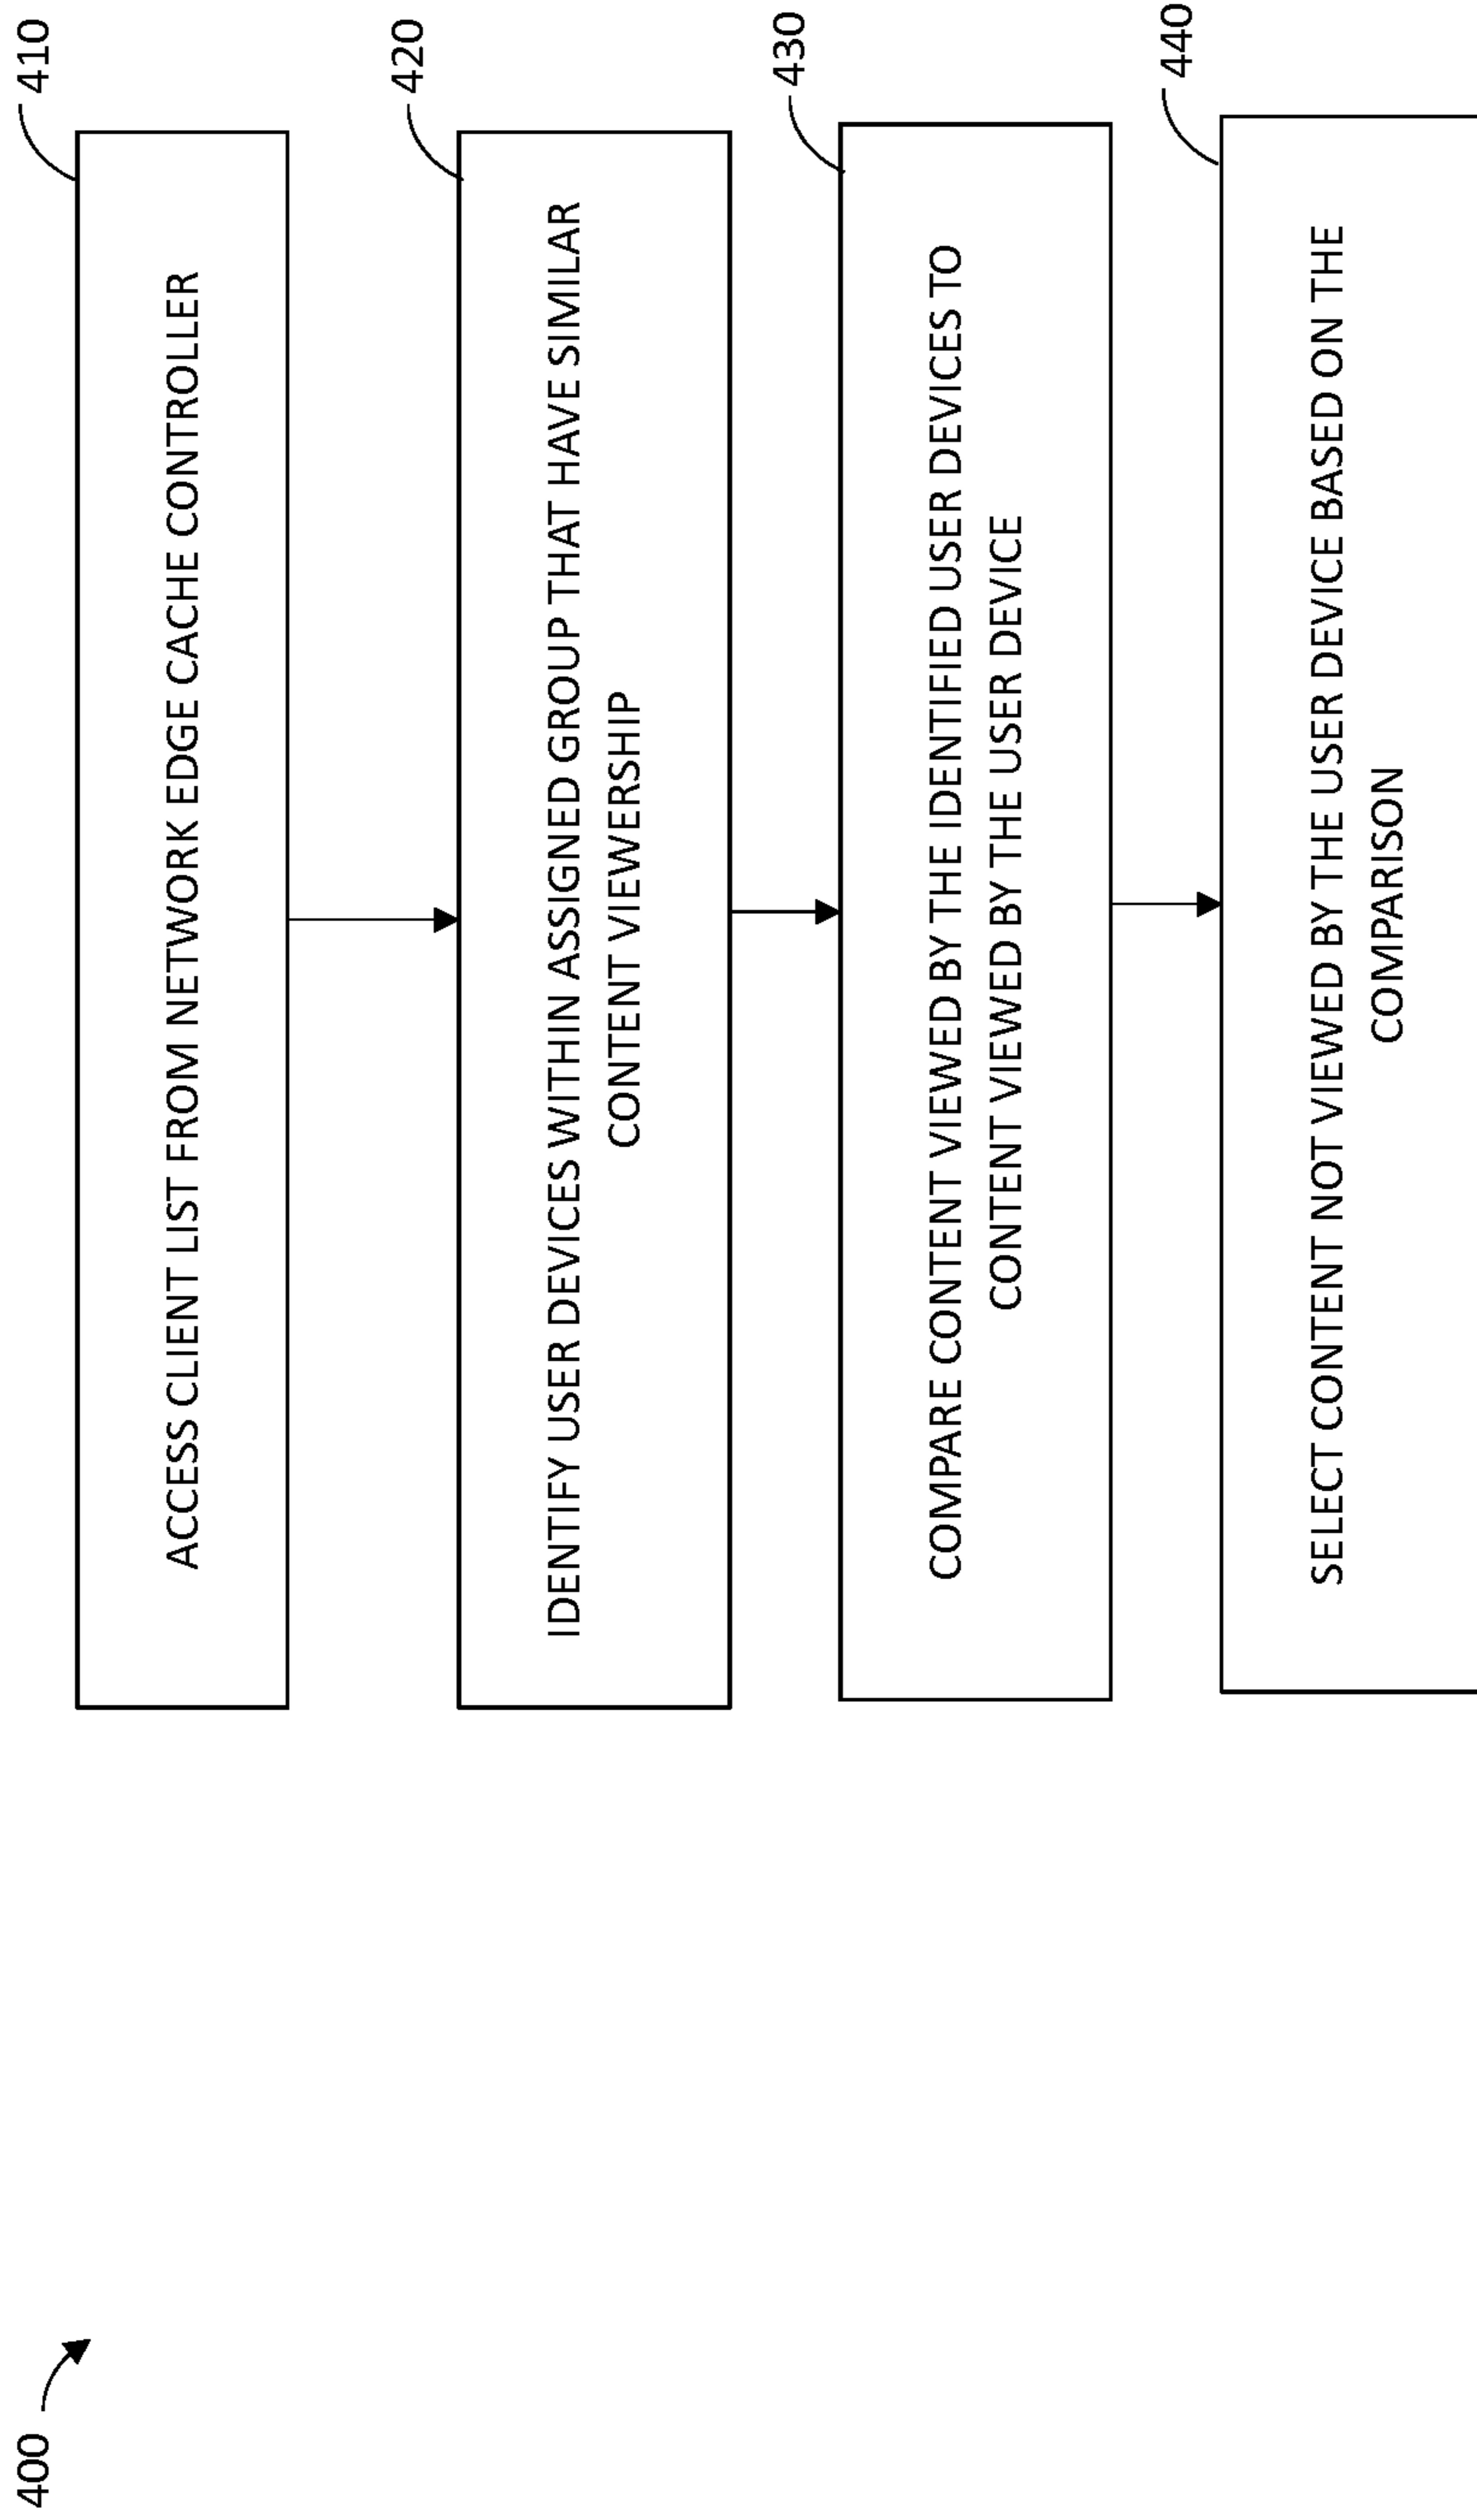 400
410
ACCESS CLIENT LIST FROM NETWORK EDGE CACHE CONTROLLER
420
IDENTIFY USER DEVICES WITHIN ASSIGNED GROUP THAT HAVE SIMILAR
CONTENT VIEWERSHIP
430
COMPARE CONTENT VIEWED BY THE IDENTIFIED USER DEVICES TO
CONTENT VIEWED BY THE USER DEVICE
440
SELECT CONTENT NOT VIEWED BY THE USER DEVICE BASED ON THE
COMPARISON